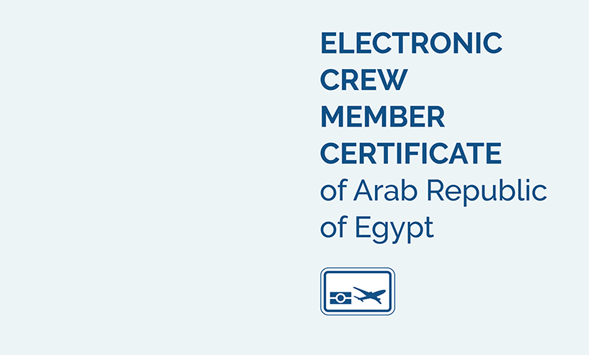 ELECTRONIC
CREW
MEMBER
CERTIFICATE
of Arab Republic
of Egypt